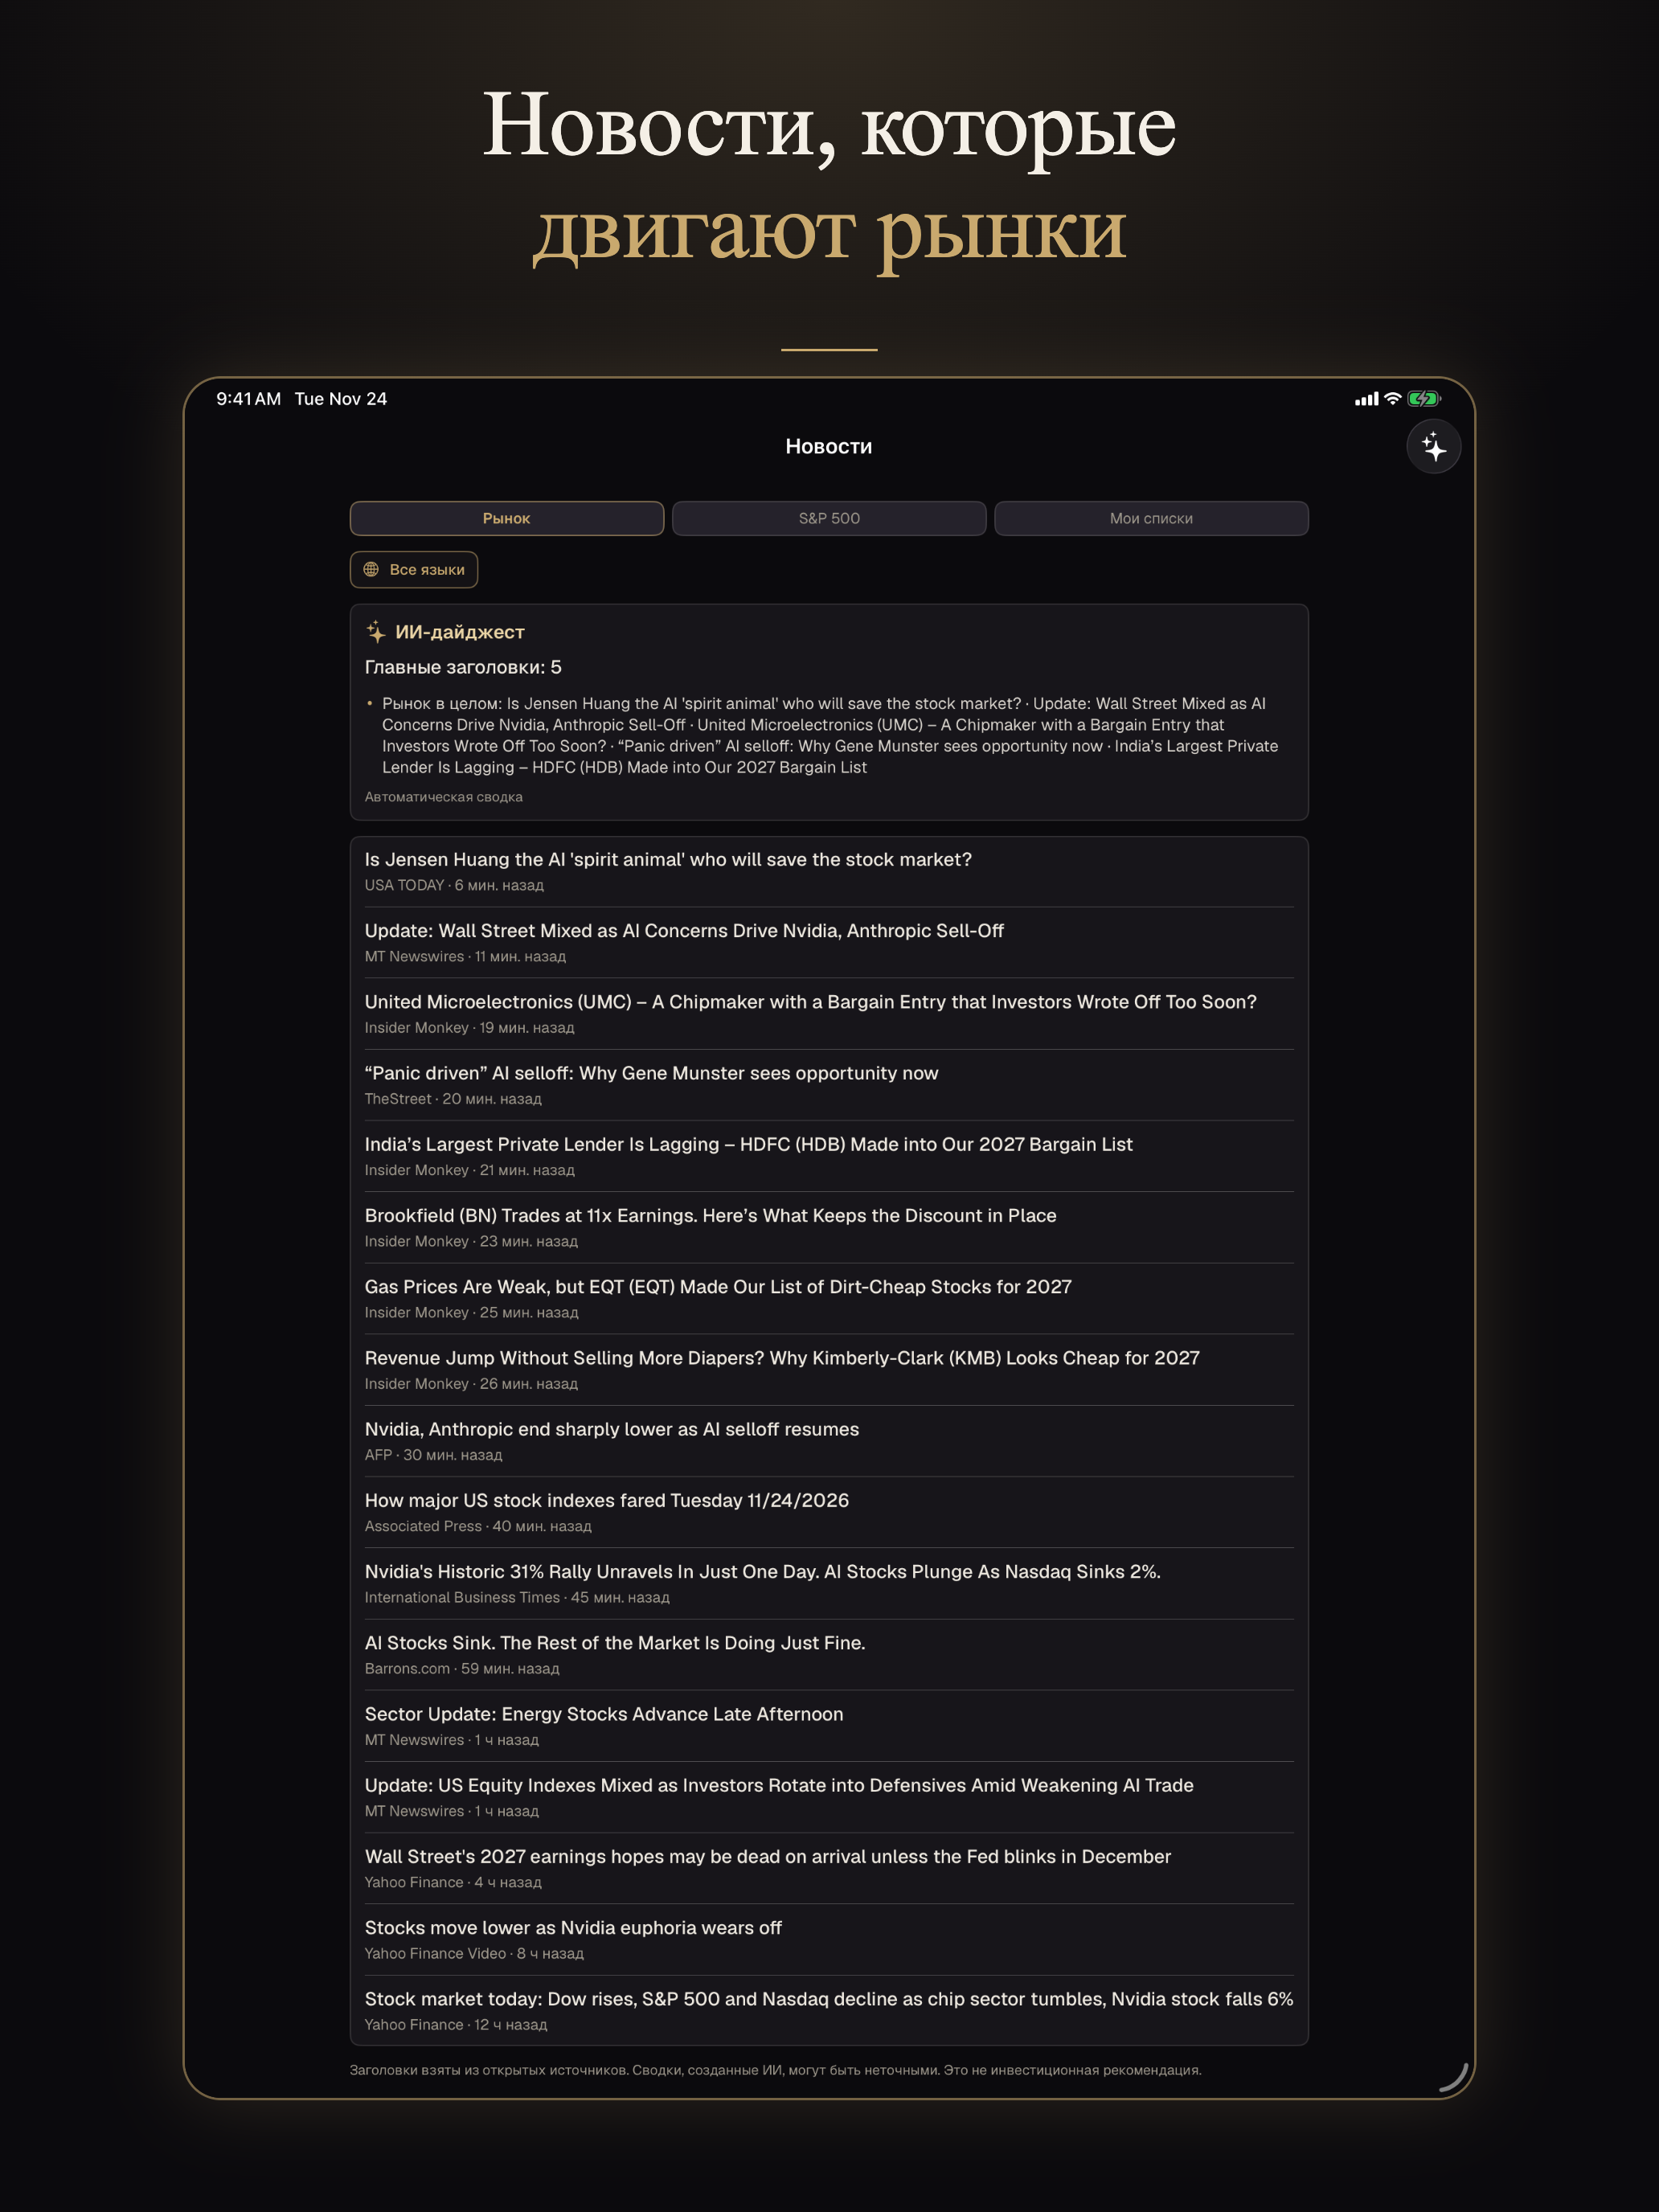 Новости, которые
двигают рынки
9:41 AM Tue Nov 24
Новости
Рынок
S&P 500
Мои списки
Все языки
ИИ-дайджест
Главные заголовки: 5
• Рынок в целом: Is Jensen Huang the AI 'spirit animal' who will save the stock market? · Update: Wall Street Mixed as AI
Concerns Drive Nvidia, Anthropic Sell-Off · United Microelectronics (UMC) – A Chipmaker with a Bargain Entry that
Investors Wrote Off Too Soon? · “Panic driven” AI selloff: Why Gene Munster sees opportunity now · India’s Largest Private
Lender Is Lagging – HDFC (HDB) Made into Our 2027 Bargain List
Автоматическая сводка
Is Jensen Huang the AI 'spirit animal' who will save the stock market?
USA TODAY · 6 мин. назад
Update: Wall Street Mixed as AI Concerns Drive Nvidia, Anthropic Sell-Off
MT Newswires · 11 мин. назад
United Microelectronics (UMC) – A Chipmaker with a Bargain Entry that Investors Wrote Off Too Soon?
Insider Monkey · 19 мин. назад
“Panic driven” AI selloff: Why Gene Munster sees opportunity now
TheStreet · 20 мин. назад
India’s Largest Private Lender Is Lagging – HDFC (HDB) Made into Our 2027 Bargain List
Insider Monkey · 21 мин. назад
Brookfield (BN) Trades at 11x Earnings. Here’s What Keeps the Discount in Place
Insider Monkey · 23 мин. назад
Gas Prices Are Weak, but EQT (EQT) Made Our List of Dirt-Cheap Stocks for 2027
Insider Monkey · 25 мин. назад
Revenue Jump Without Selling More Diapers? Why Kimberly-Clark (KMB) Looks Cheap for 2027
Insider Monkey · 26 мин. назад
Nvidia, Anthropic end sharply lower as AI selloff resumes
AFP · 30 мин. назад
How major US stock indexes fared Tuesday 11/24/2026
Associated Press · 40 мин. назад
Nvidia's Historic 31% Rally Unravels In Just One Day. AI Stocks Plunge As Nasdaq Sinks 2%.
International Business Times · 45 мин. назад
AI Stocks Sink. The Rest of the Market Is Doing Just Fine.
Barrons.com · 59 мин. назад
Sector Update: Energy Stocks Advance Late Afternoon
MT Newswires · 1 ч назад
Update: US Equity Indexes Mixed as Investors Rotate into Defensives Amid Weakening AI Trade
MT Newswires · 1 ч назад
Wall Street's 2027 earnings hopes may be dead on arrival unless the Fed blinks in December
Yahoo Finance · 4 ч назад
Stocks move lower as Nvidia euphoria wears off
Yahoo Finance Video · 8 ч назад
Stock market today: Dow rises, S&P 500 and Nasdaq decline as chip sector tumbles, Nvidia stock falls 6%
Yahoo Finance · 12 ч назад
Заголовки взяты из открытых источников. Сводки, созданные ИИ, могут быть неточными. Это не инвестиционная рекомендация.